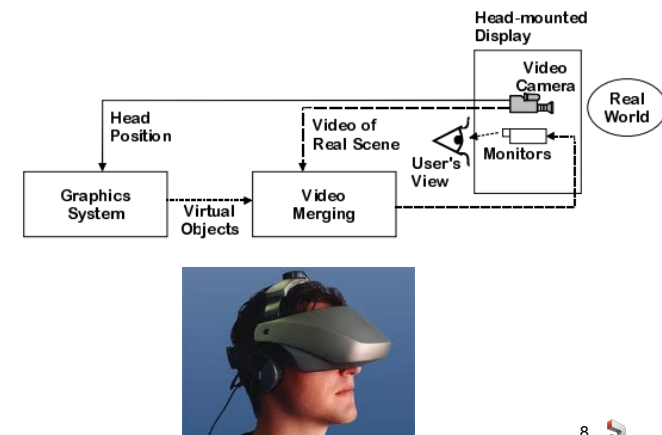 Head-mounted
Display
Video
Camera
Real
World
Head
Position
Video of
Real Scene
User's
View
Monitors
Graphics
System
Virtual
Objects
Video
Merging
8